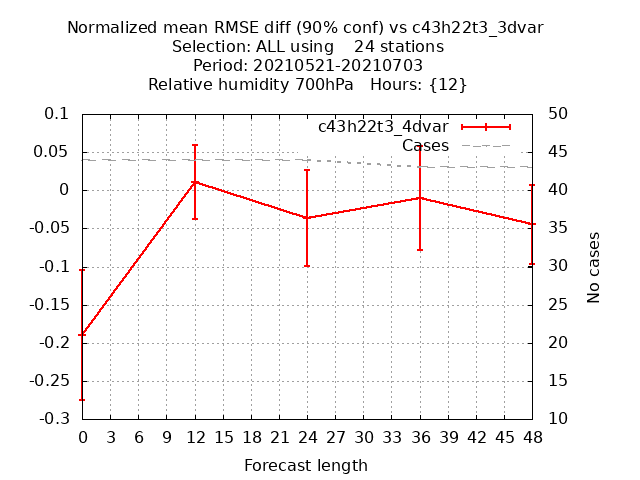 Normalized mean RMSE diff (90% conf) vs c43h22t3_3dvar
Selection: ALL using    24 stations
Period: 20210521-20210703
Relative humidity 700hPa   Hours: {12}
c43h22t3_4dvar
Cases
0.1
0.05
0
-0.05
-0.1
-0.15
-0.2
-0.25
-0.3
50
45
40
35
30
25
20
15
10
No cases
0 3 6 9 12 15 18 21 24 27 30 33 36 39 42 45 48
Forecast length